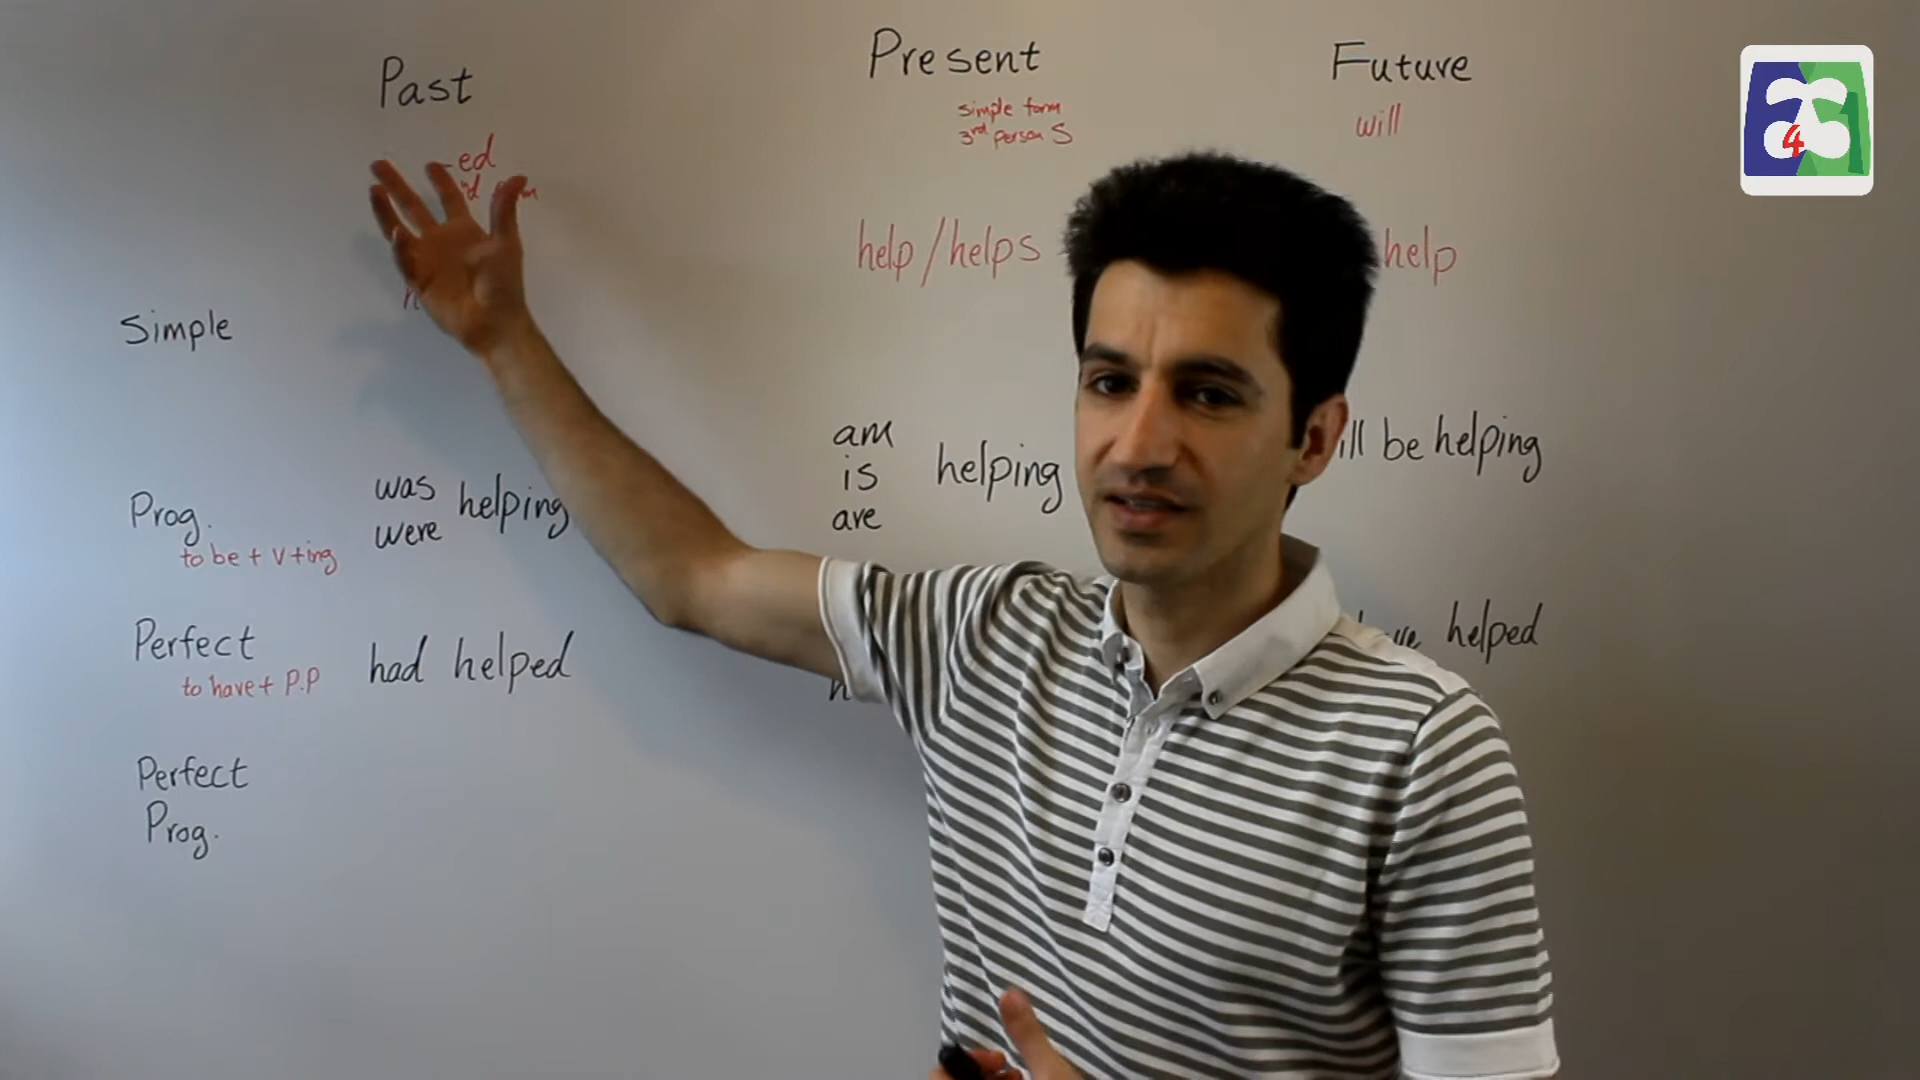 Past
Present
Future
simple form
3rd person S
will
-ed
help/helps
help
Simple
am
is
are
helping
be helping
was
were
helping
Prog.
to be + v+ing
Perfect
to have + P.P
had helped
helped
Perfect
Prog.
4